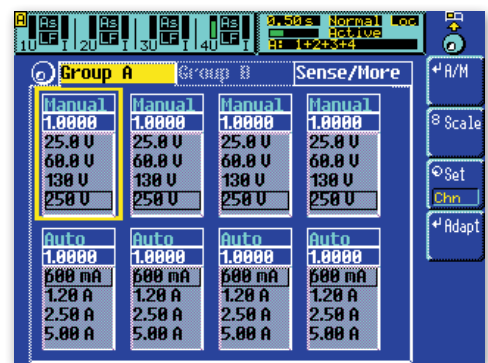 A As As As As 0.50s Normal Loc
LF LF LF LF Active
1U I 2U I 3U I 4U I A: 1+2+3+4
Group A Group B Sense/More
A/M
Manual Manual Manual Manual
1.0000 1.0000 1.0000 1.0000
8 Scale
25.0 V 25.0 V 25.0 V 25.0 V
60.0 V 60.0 V 60.0 V 60.0 V
130 V 130 V 130 V 130 V
Set
250 V 250 V 250 V 250 V
Chn
Adapt
Auto Auto Auto Auto
1.0000 1.0000 1.0000 1.0000
600 mA 600 mA 600 mA 600 mA
1.20 A 1.20 A 1.20 A 1.20 A
2.50 A 2.50 A 2.50 A 2.50 A
5.00 A 5.00 A 5.00 A 5.00 A